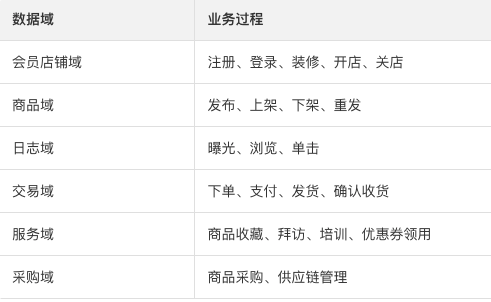 数据域 业务过程
会员店铺域 注册、登录、装修、开店、关店
商品域 发布、上架、下架、重发
日志域 曝光、浏览、单击
交易域 下单、支付、发货、确认收货
服务域 商品收藏、拜访、培训、优惠券领用
采购域 商品采购、供应链管理